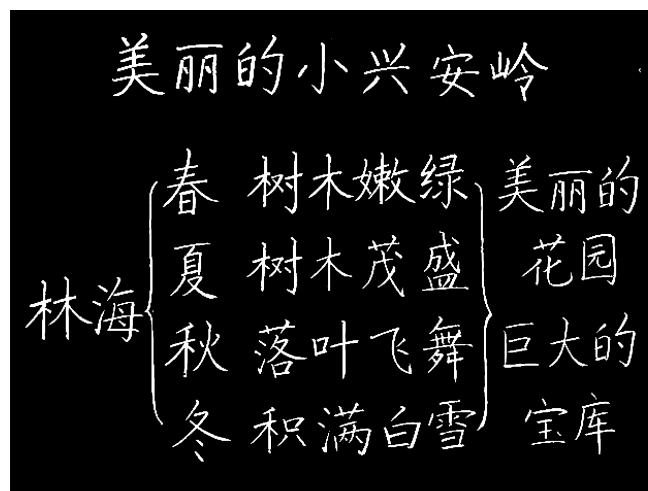 美丽的小兴安岭
春 树木嫩绿 美丽的
夏 树木茂盛 花园
林海
秋 落叶飞舞 巨大的
冬 积满白雪 宝库